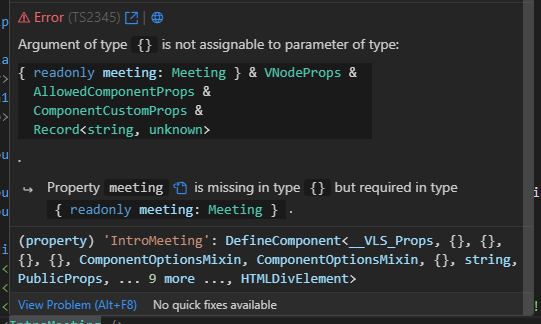 Error (TS2345) |
Argument of type {} is not assignable to parameter of type:
{ readonly meeting: Meeting } & VNodeProps &
AllowedComponentProps &
ComponentCustomProps &
Record<string, unknown>
.
↪ Property meeting is missing in type {} but required in type
{ readonly meeting: Meeting } .
(property) 'IntroMeeting': DefineComponent<__VLS_Props, {}, {},
{}, {}, ComponentOptionsMixin, ComponentOptionsMixin, {}, string,
PublicProps, ... 9 more ..., HTMLDivElement>
View Problem (Alt+F8) No quick fixes available